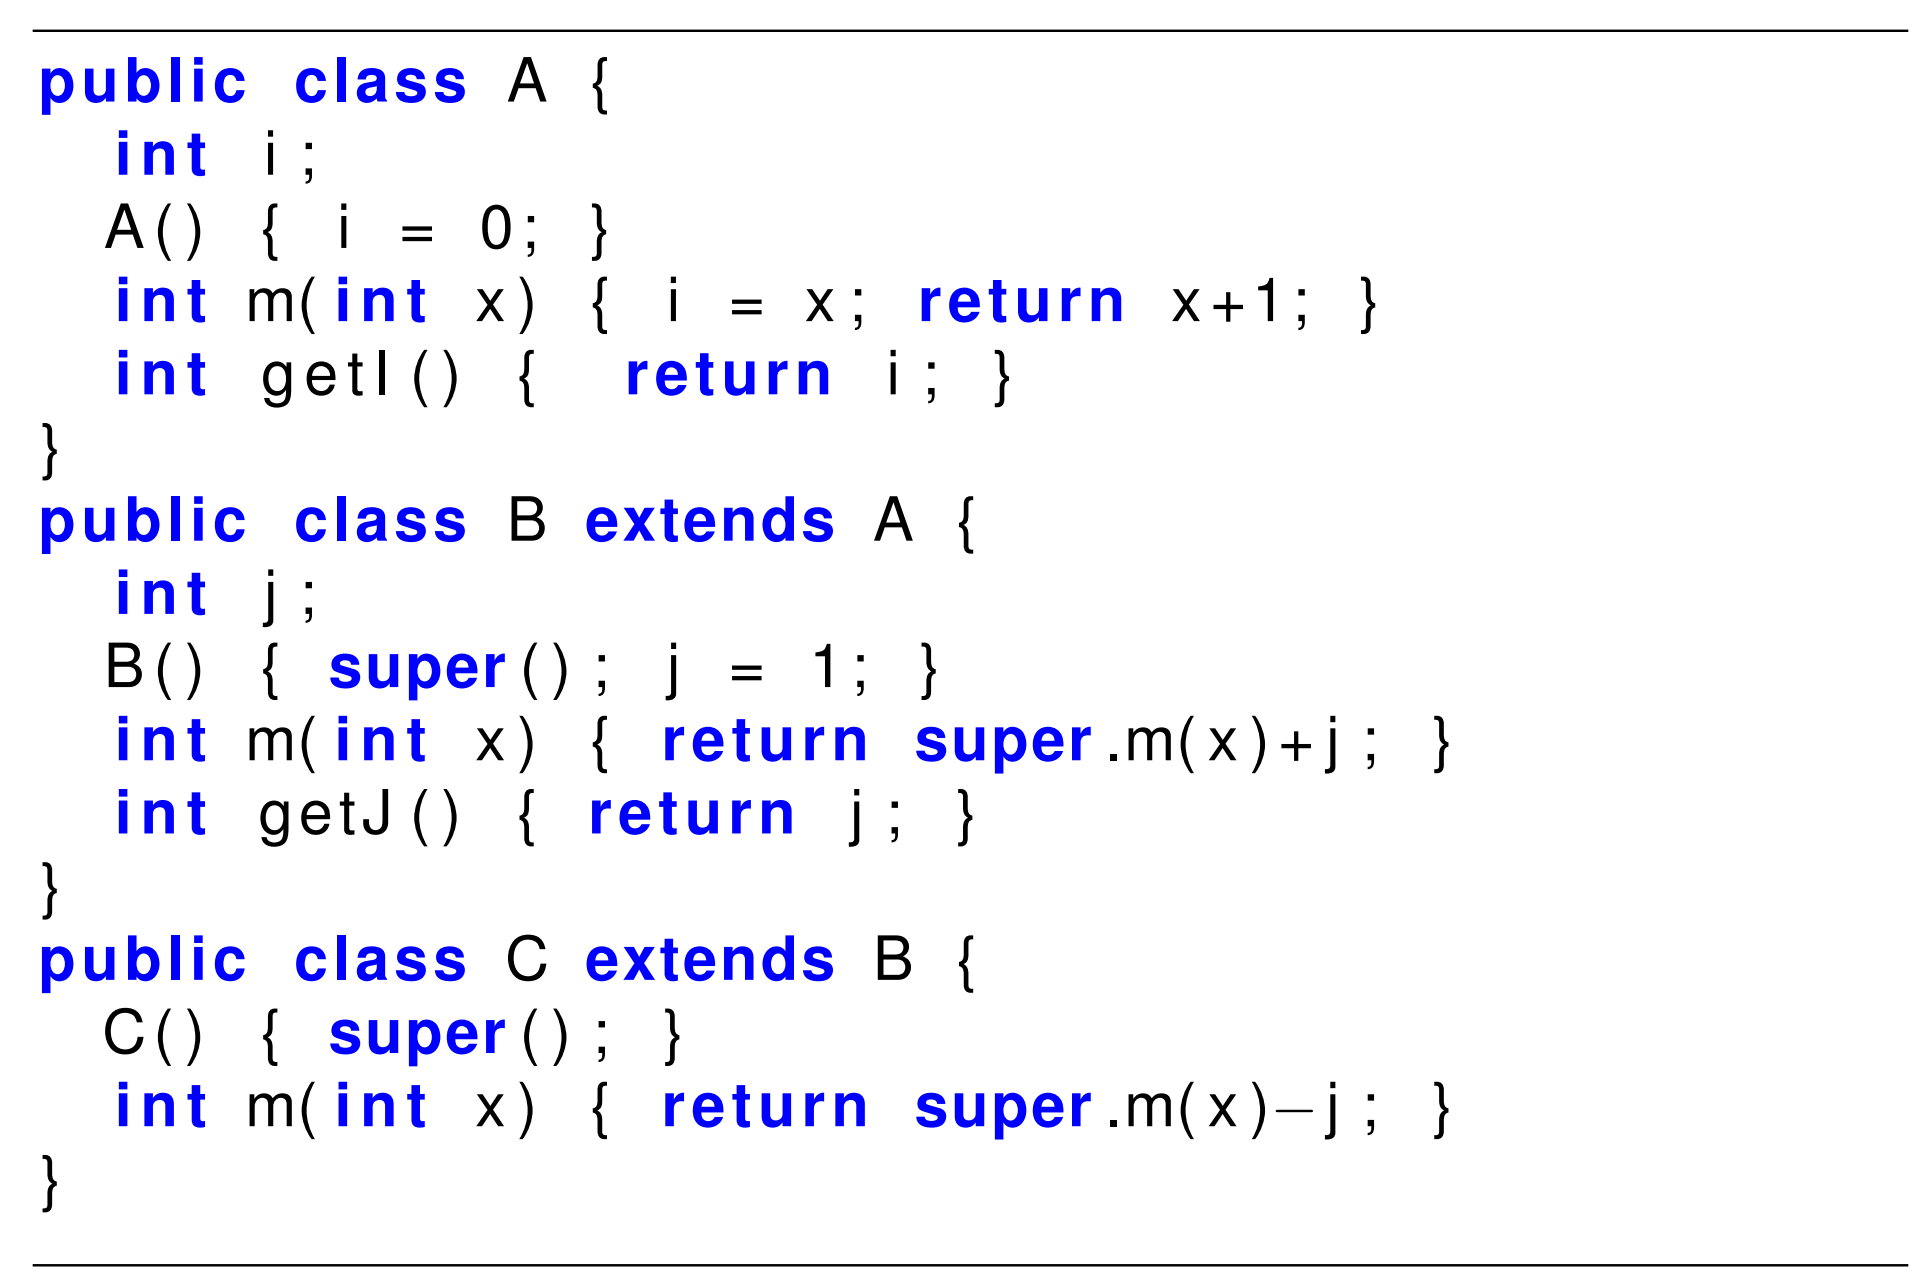 public class A {
  int i;
  A() { i = 0; }
  int m(int x) { i = x; return x+1; }
  int getI() { return i; }
}
public class B extends A {
  int j;
  B() { super(); j = 1; }
  int m(int x) { return super.m(x)+j; }
  int getJ() { return j; }
}
public class C extends B {
  C() { super(); }
  int m(int x) { return super.m(x)−j; }
}